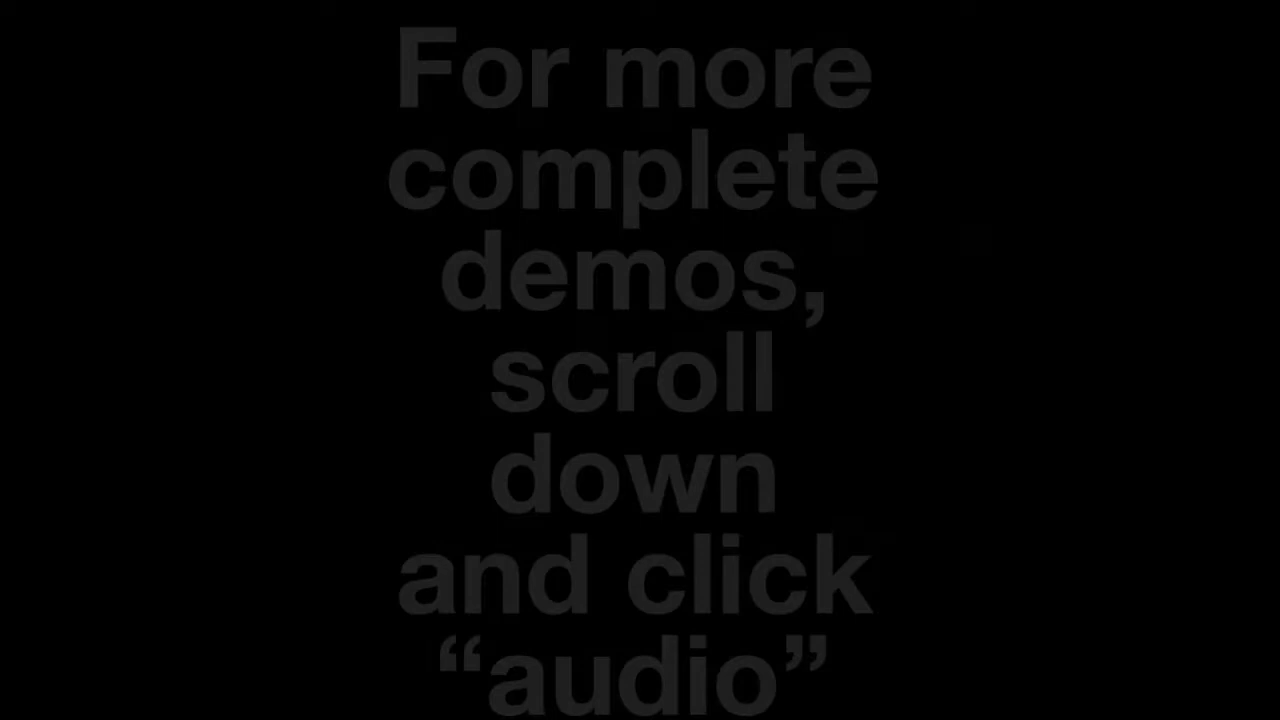 For more
complete
demos,
scroll
down
and click
“audio”